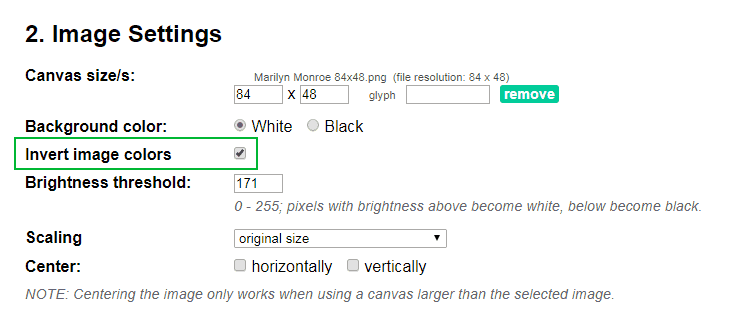 2. Image Settings
Canvas size/s: Marilyn Monroe 84x48.png (file resolution: 84 x 48)
84 x 48 glyph remove
Background color: White Black
Invert image colors
Brightness threshold: 171
0 - 255; pixels with brightness above become white, below become black.
Scaling original size
Center: horizontally vertically
NOTE: Centering the image only works when using a canvas larger than the selected image.